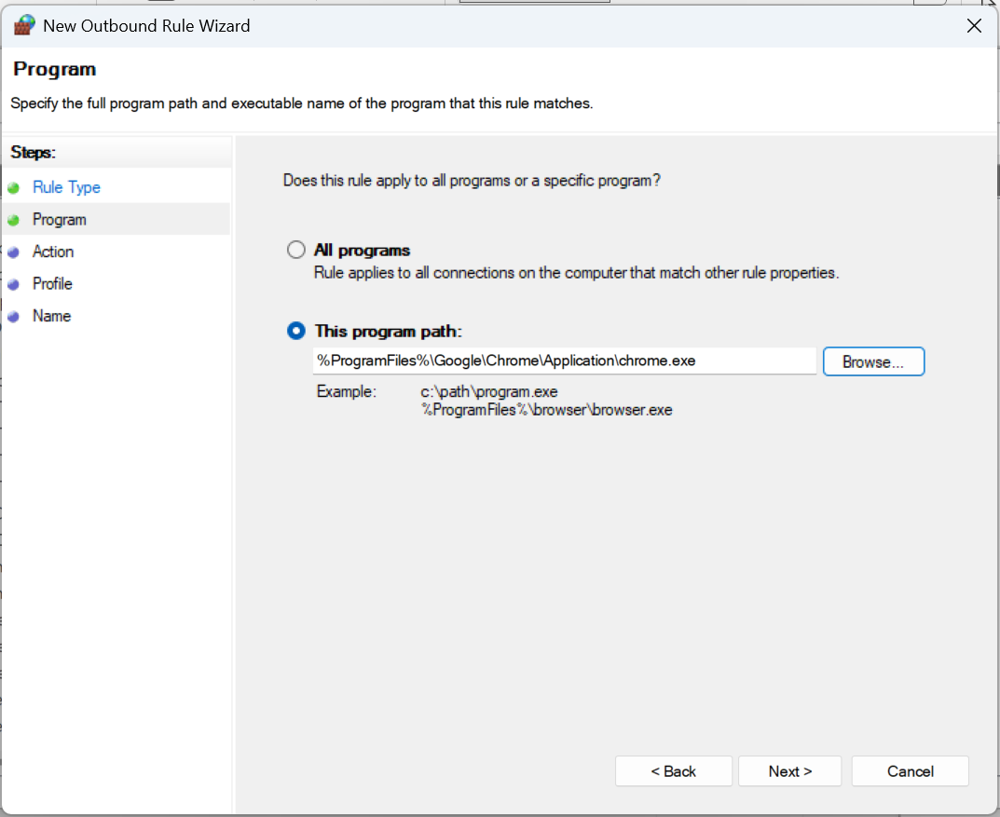 New Outbound Rule Wizard
Program
Specify the full program path and executable name of the program that this rule matches.
Steps:
Rule Type
Program
Action
Profile
Name
Does this rule apply to all programs or a specific program?
All programs
Rule applies to all connections on the computer that match other rule properties.
This program path:
%ProgramFiles%\Google\Chrome\Application\chrome.exe
Browse...
Example: c:\path\program.exe
%ProgramFiles%\browser\browser.exe
< Back Next > Cancel